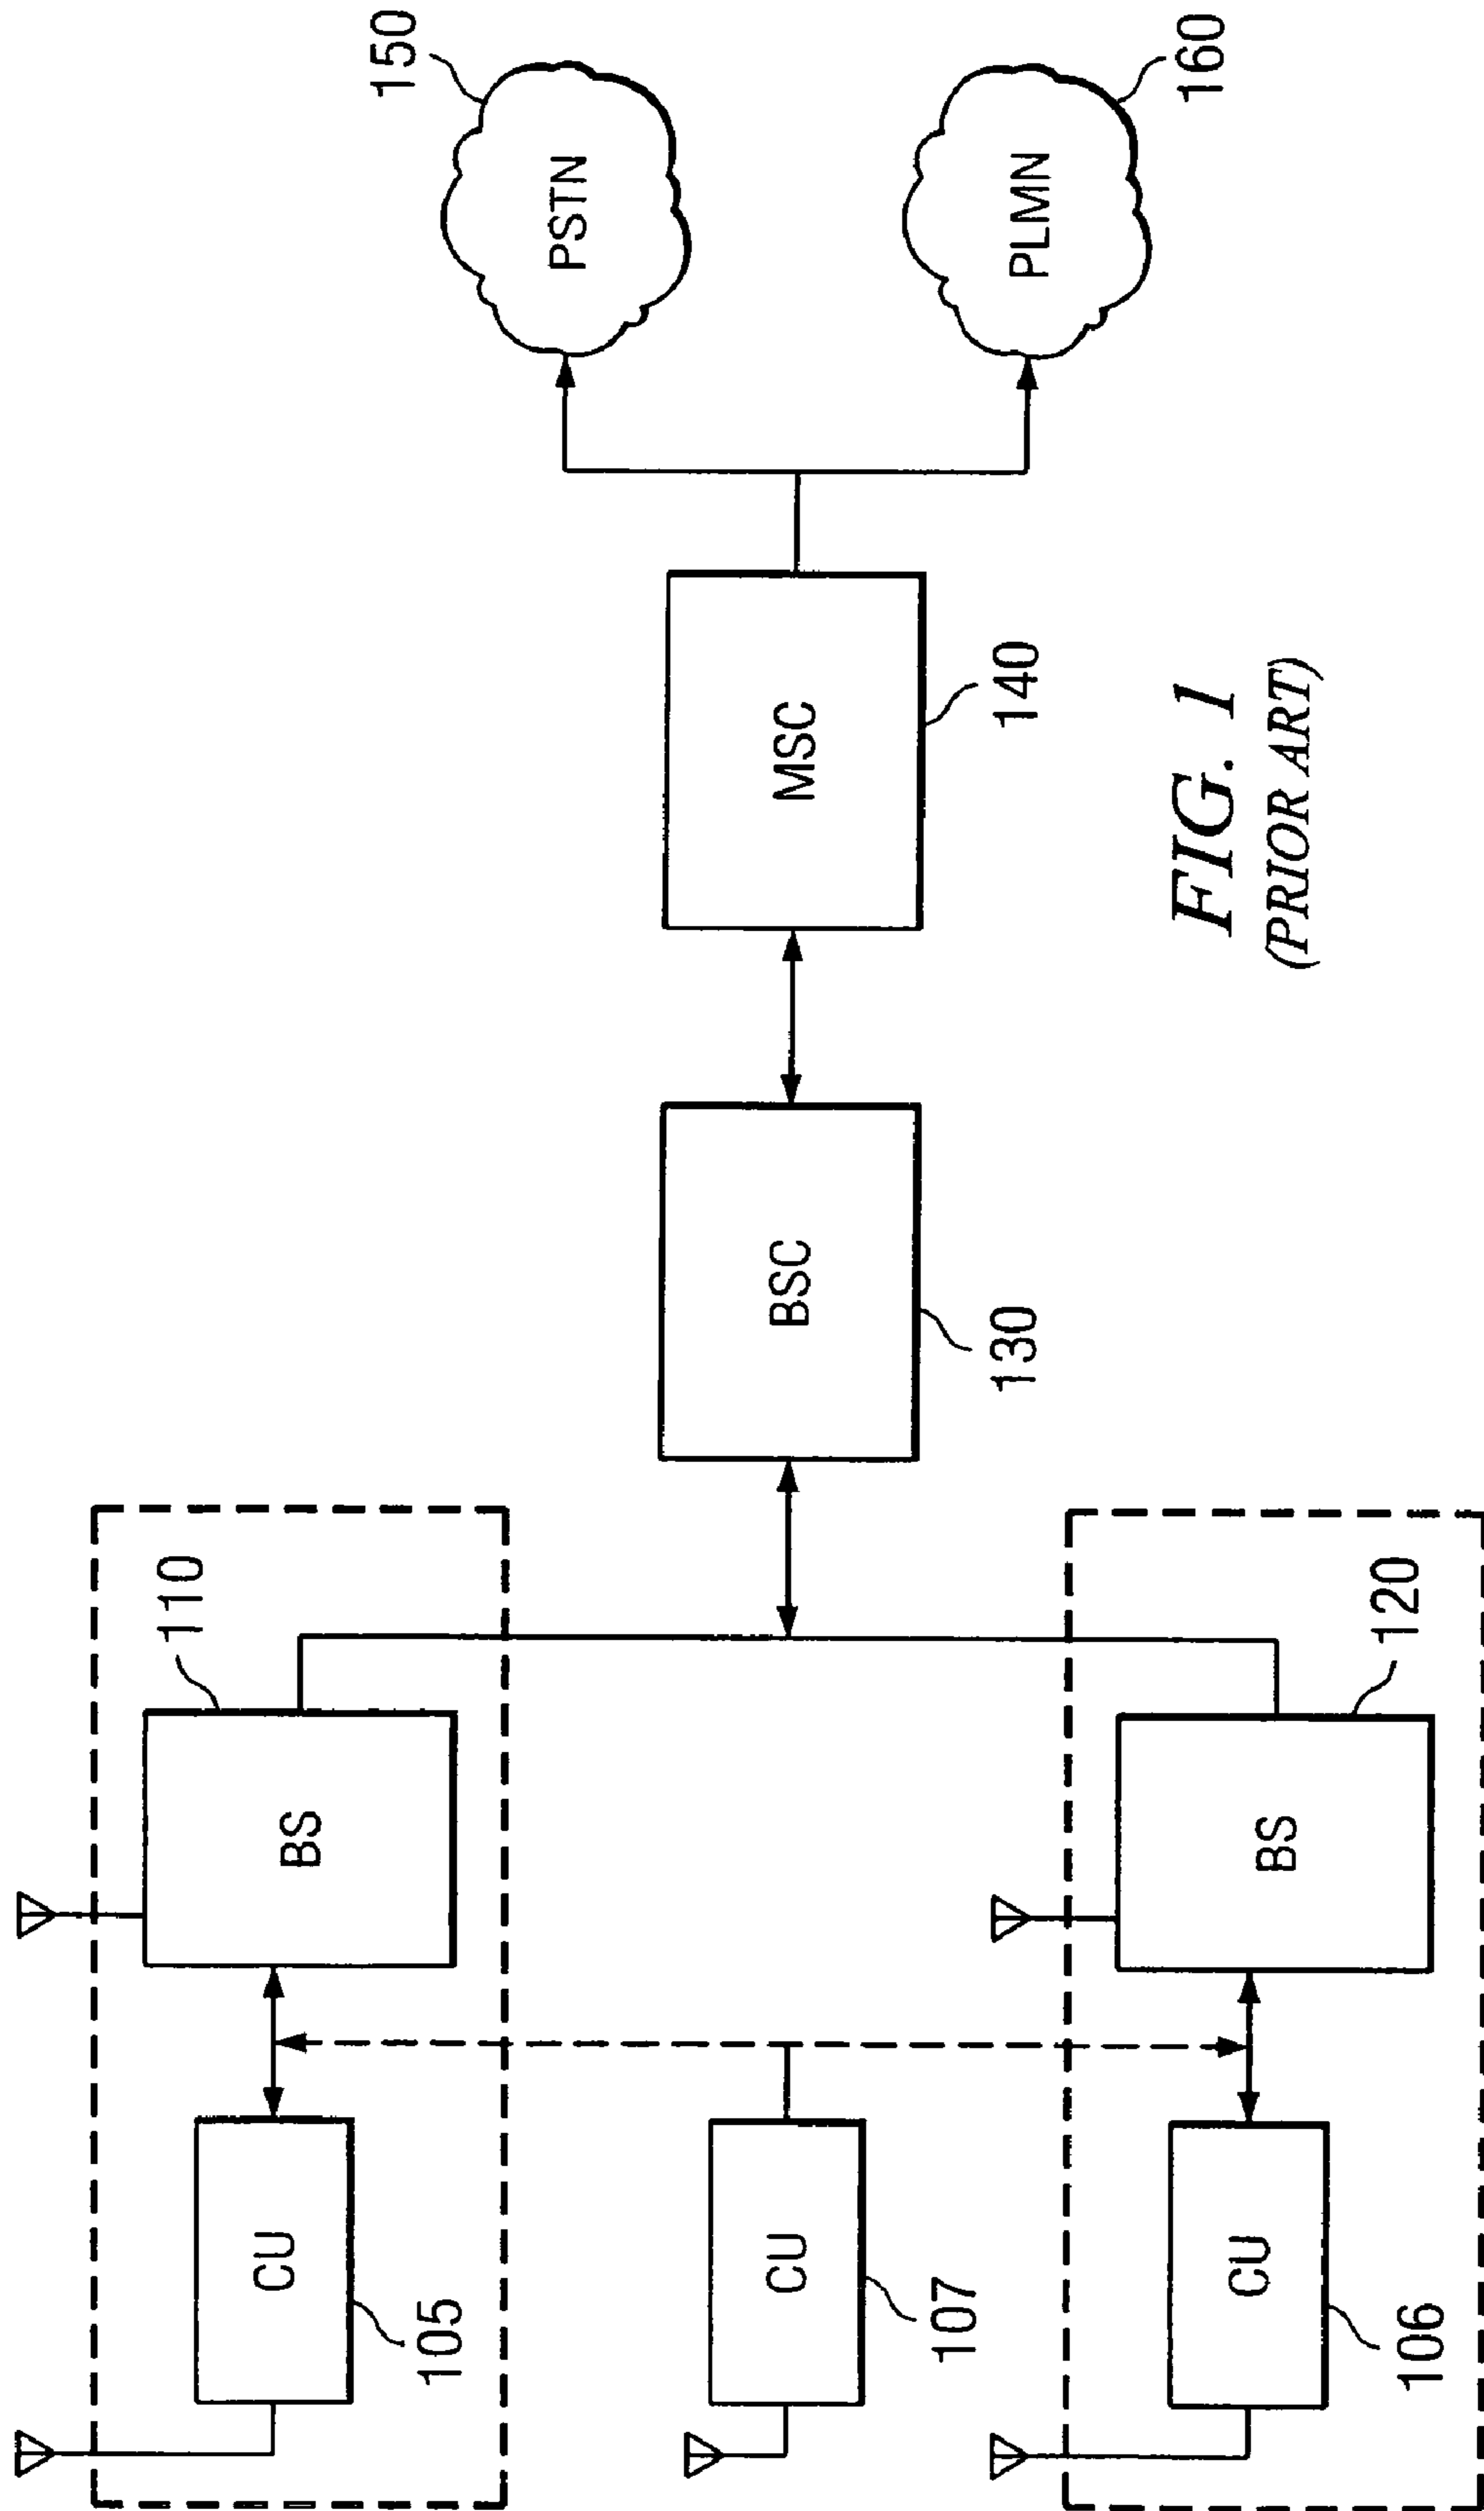 110
BS
CU
105
CU
107
BSC
130
MSC
140
PSTN
150
PLMN
160
BS
120
CU
106
FIG. 1
(PRIOR ART)